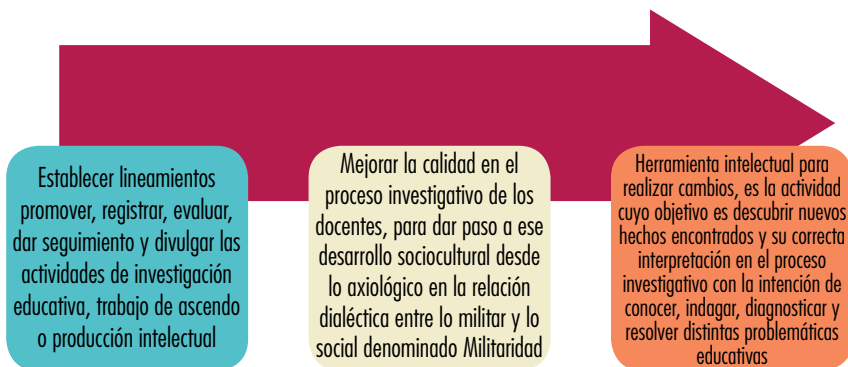 Establecer lineamientos
promover, registrar, evaluar,
dar seguimiento y divulgar las
actividades de investigación
educativa, trabajo de ascendo
o producción intelectual
Mejorar la calidad en el
proceso investigativo de los
docentes, para dar paso a ese
desarrollo sociocultural desde
lo axiológico en la relación
dialéctica entre lo militar y lo
social denominado Militaridad
Herramienta intelectual para
realizar cambios, es la actividad
cuyo objetivo es descubrir nuevos
hechos encontrados y su correcta
interpretación en el proceso
investigativo con la intención de
conocer, indagar, diagnosticar y
resolver distintas problemáticas
educativas